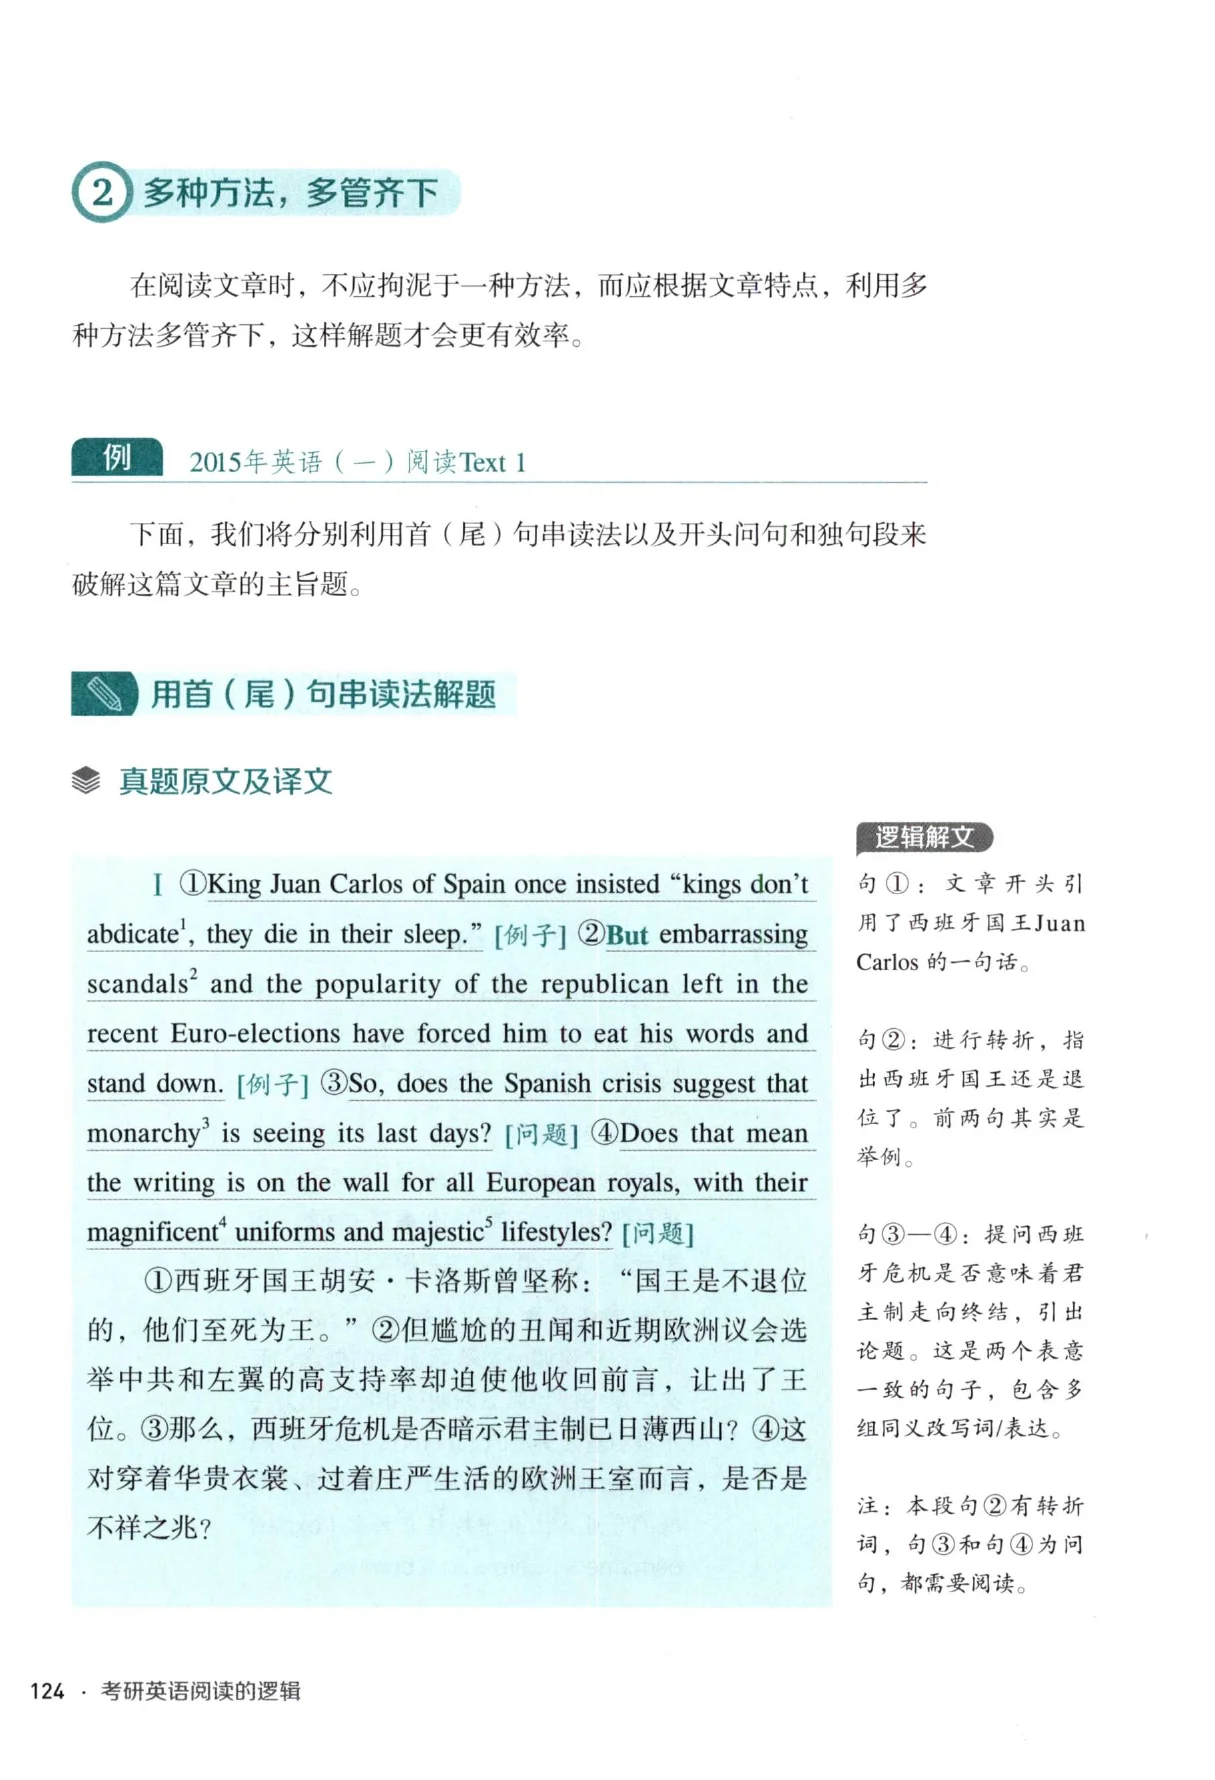 2 多种方法，多管齐下
在阅读文章时，不应拘泥于一种方法，而应根据文章特点，利用多
种方法多管齐下，这样解题才会更有效率。
例 2015年英语（一）阅读Text 1
下面，我们将分别利用首（尾）句串读法以及开头问句和独句段来
破解这篇文章的主旨题。
用首（尾）句串读法解题
真题原文及译文
I ①King Juan Carlos of Spain once insisted “kings don’t
abdicate¹, they die in their sleep.” [例子] ②But embarrassing
scandals² and the popularity of the republican left in the
recent Euro-elections have forced him to eat his words and
stand down. [例子] ③So, does the Spanish crisis suggest that
monarchy³ is seeing its last days? [问题] ④Does that mean
the writing is on the wall for all European royals, with their
magnificent⁴ uniforms and majestic⁵ lifestyles? [问题]
①西班牙国王胡安·卡洛斯曾坚称：“国王是不退位
的，他们至死为王。”②但尴尬的丑闻和近期欧洲议会选
举中共和左翼的高支持率却迫使他收回前言，让出了王
位。③那么，西班牙危机是否暗示君主制已日薄西山？④这
对穿着华贵衣裳、过着庄严生活的欧洲王室而言，是否是
不祥之兆？
逻辑解文
句①：文章开头引
用了西班牙国王Juan
Carlos 的一句话。
句②：进行转折，指
出西班牙国王还是退
位了。前两句其实是
举例。
句③—④：提问西班
牙危机是否意味着君
主制走向终结，引出
论题。这是两个表意
一致的句子，包含多
组同义改写词/表达。
注：本段句②有转折
词，句③和句④为问
句，都需要阅读。
124 · 考研英语阅读的逻辑